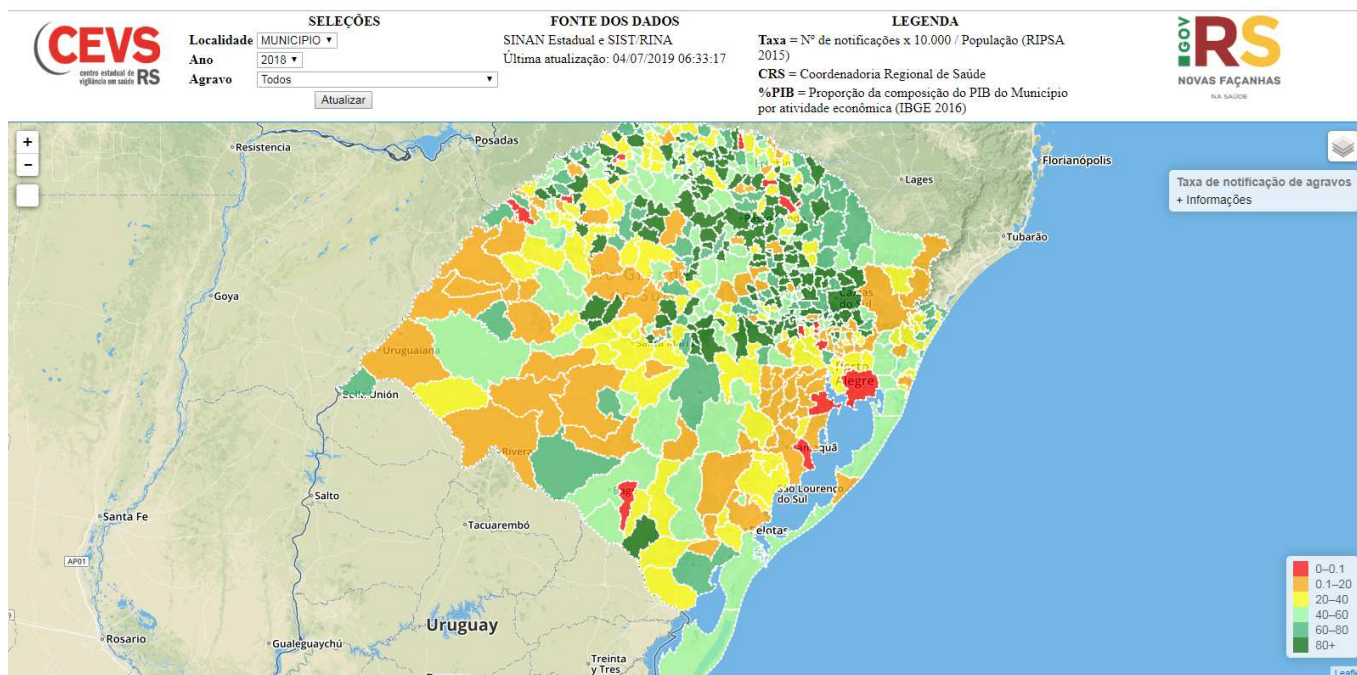 CEVS
centro estadual de
vigilância em saúde RS
SELEÇÕES
Localidade MUNICIPIO
Ano 2018
Agravo Todos
Atualizar
FONTE DOS DADOS
SINAN Estadual e SIST/RINA
Última atualização: 04/07/2019 06:33:17
LEGENDA
Taxa = Nº de notificações x 10.000 / População (RIPSA
2015)
CRS = Coordenadoria Regional de Saúde
%PIB = Proporção da composição do PIB do Município
por atividade econômica (IBGE 2016)
GOV
RS
NOVAS FAÇANHAS
NA SAÚDE
+
−
Taxa de notificação de agravos
+ Informações
Posadas
Resistencia
Florianópolis
Lages
Tubarão
Goya
Uruguaiana
Bella Unión
Alegre
Rivera
Salto
São Lourenço
do Sul
Santa Fe
Tacuarembó
Pelotas
AP01
Uruguay
Rosario
Gualeguaychú
Treinta
y Tres
0–0.1
0.1–20
20–40
40–60
60–80
80+